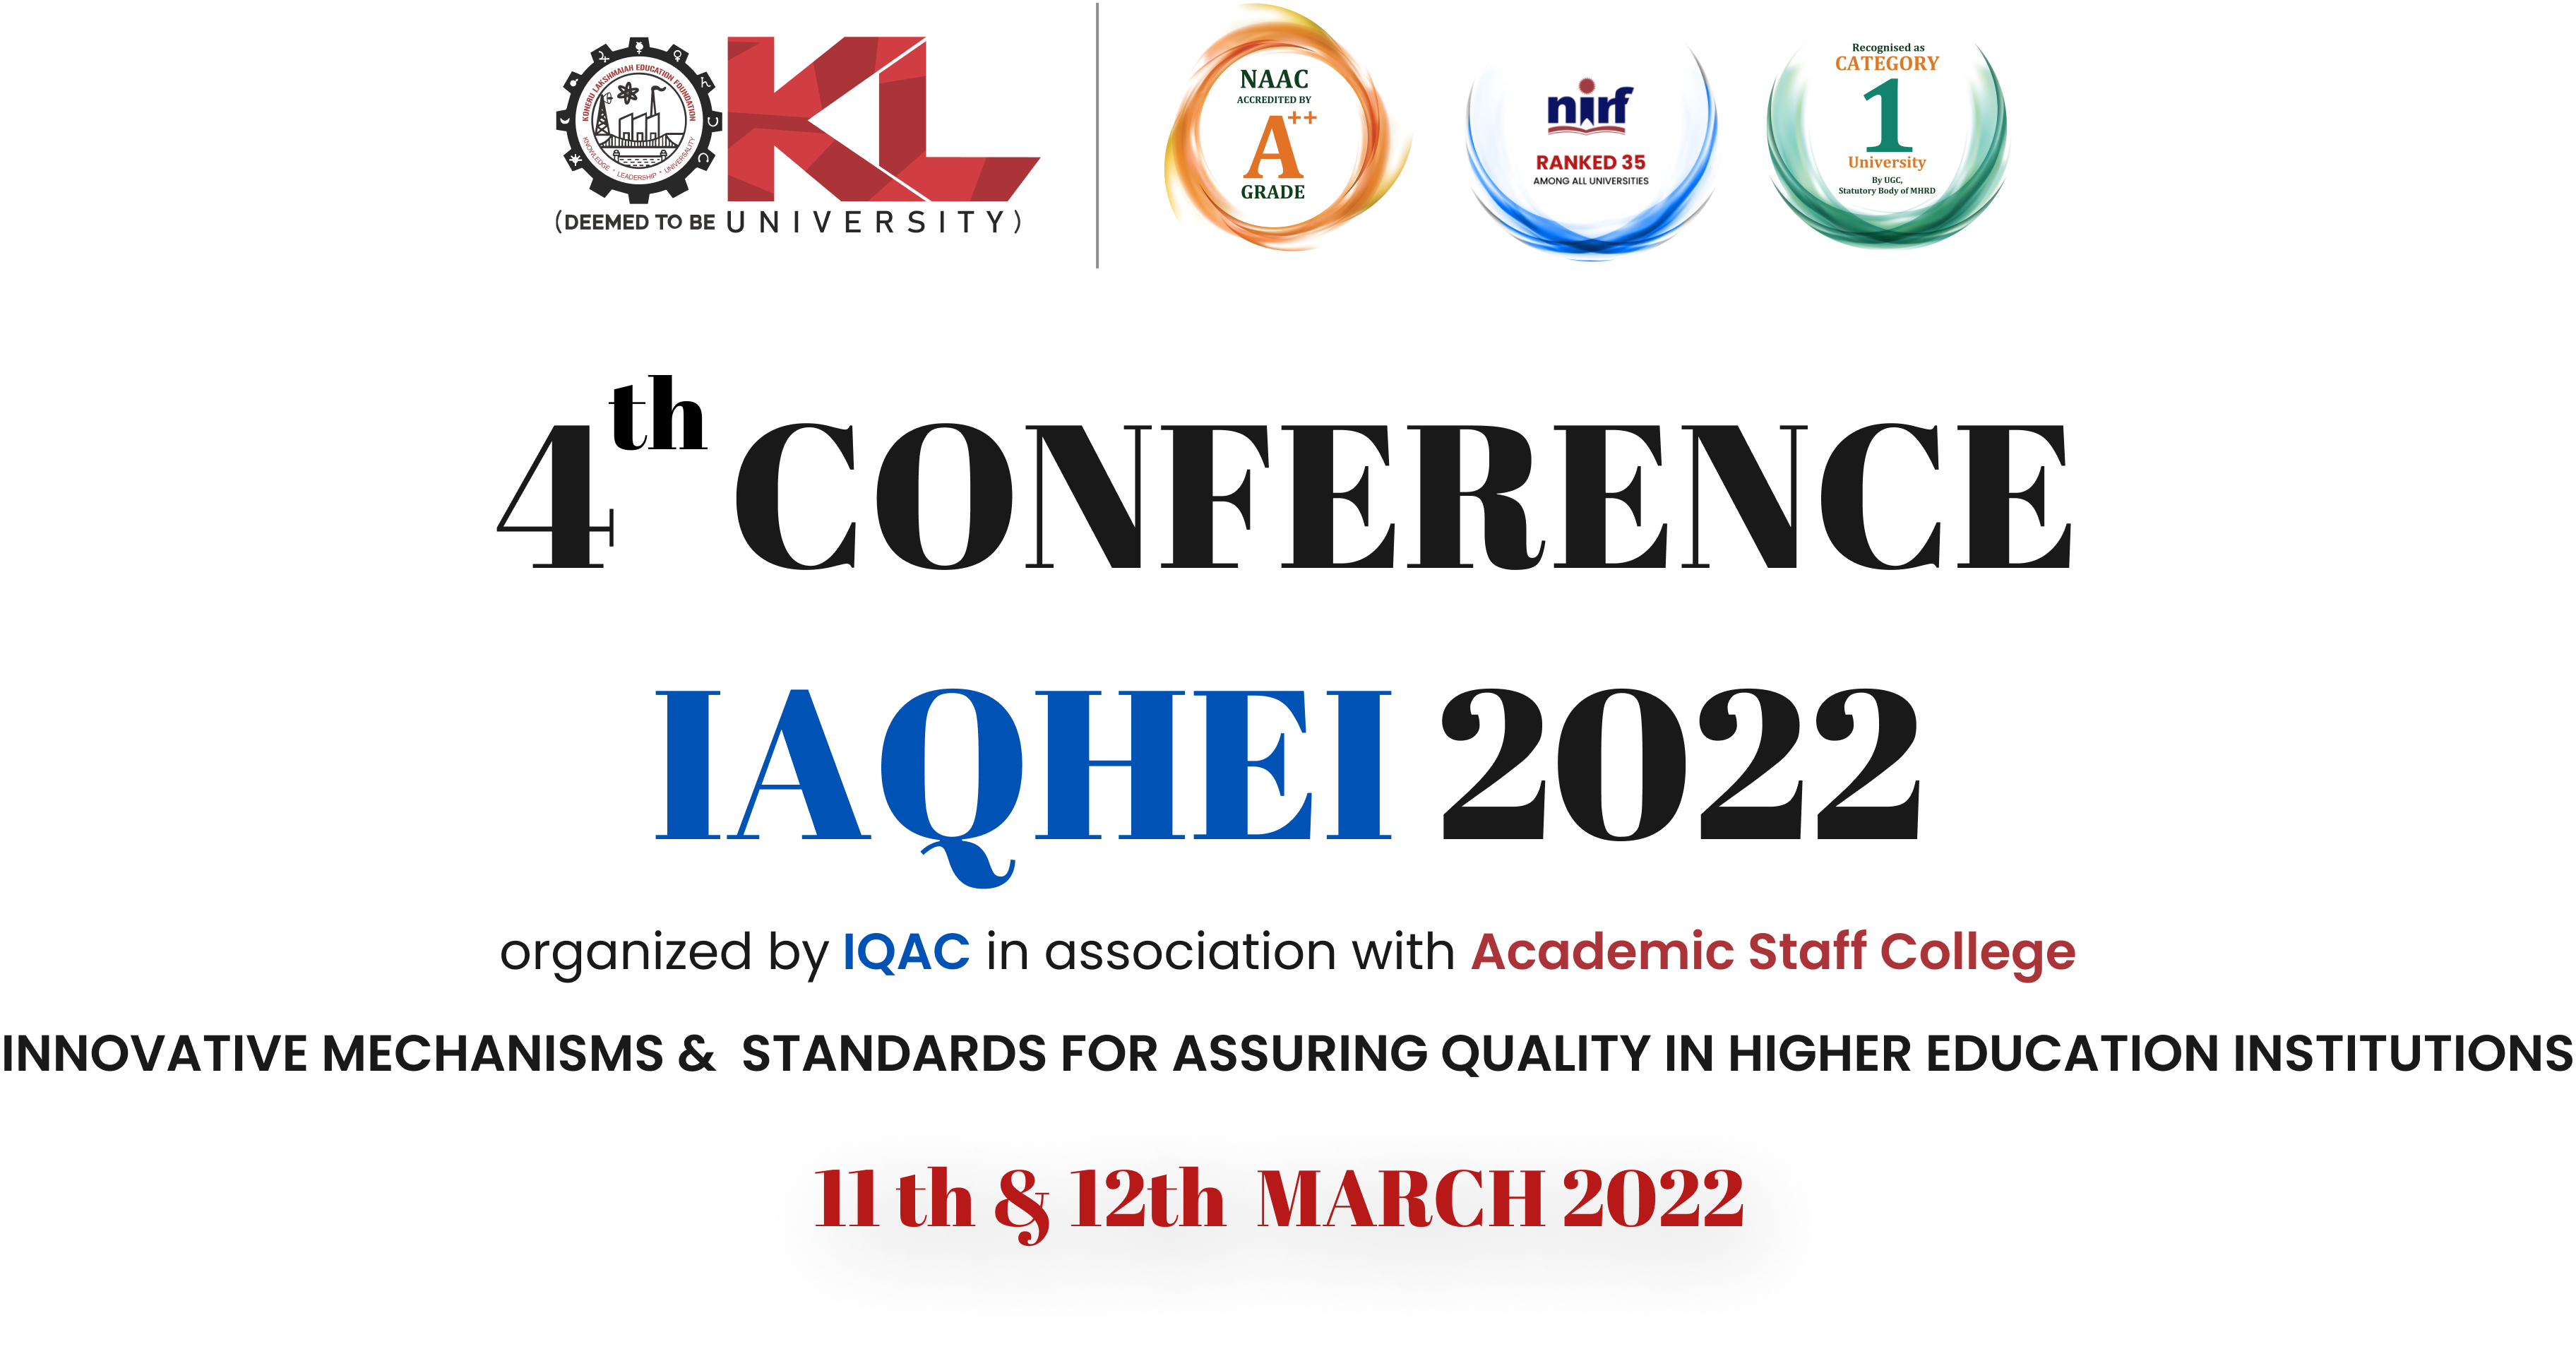 KONERU LAKSHMAIAH EDUCATION FOUNDATION
KNOWLEDGE * LEADERSHIP * UNIVERSALITY
KL
(DEEMED TO BE UNIVERSITY)
NAAC
ACCREDITED BY
A++
GRADE
nirf
RANKED 35
AMONG ALL UNIVERSITIES
Recognised as
CATEGORY
1
University
By UGC,
Statutory Body of MHRD
4th CONFERENCE
IAQHEI 2022
organized by IQAC in association with Academic Staff College
INNOVATIVE MECHANISMS & STANDARDS FOR ASSURING QUALITY IN HIGHER EDUCATION INSTITUTIONS
11 th & 12th MARCH 2022